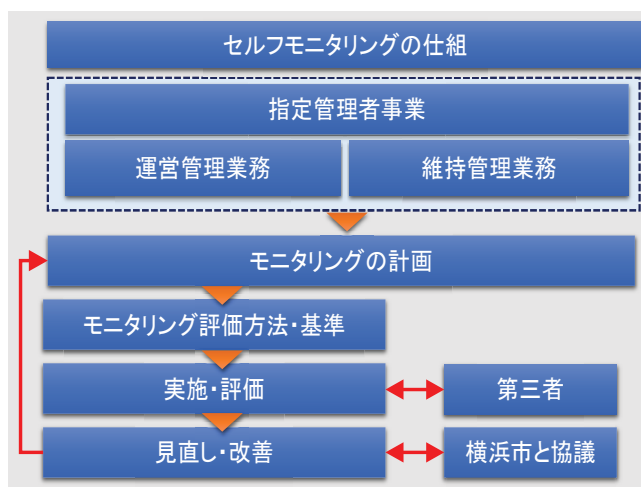 セルフモニタリングの仕組
指定管理者事業
運営管理業務
維持管理業務
モニタリングの計画
モニタリング評価方法・基準
実施・評価
第三者
見直し・改善
横浜市と協議